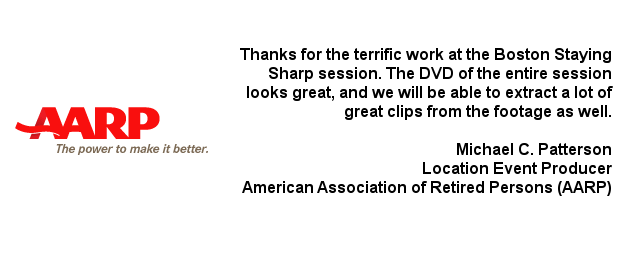 AARP
The power to make it better.
Thanks for the terrific work at the Boston Staying
Sharp session. The DVD of the entire session
looks great, and we will be able to extract a lot of
great clips from the footage as well.
Michael C. Patterson
Location Event Producer
American Association of Retired Persons (AARP)